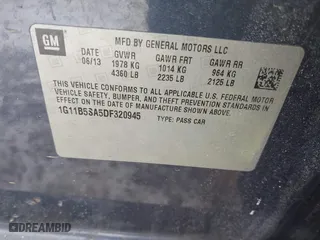 GM
MFD BY GENERAL MOTORS LLC
DATE GVWR GAWR FRT GAWR RR
06/13 1978 KG 1014 KG 964 KG
4360 LB 2235 LB 2125 LB
THIS VEHICLE CONFORMS TO ALL APPLICABLE U.S. FEDERAL MOTOR
VEHICLE SAFETY, BUMPER, AND THEFT PREVENTION STANDARDS IN
EFFECT ON THE DATE OF MANUFACTURE SHOWN ABOVE.
1G11B5SA5DF320945 TYPE: PASS CAR
DREAMBID